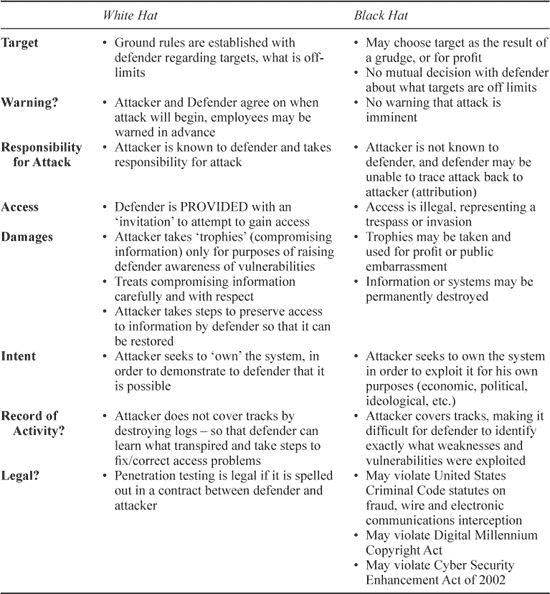 White Hat
Black Hat
Target
• Ground rules are established with
defender regarding targets, what is off-
limits
• May choose target as the result of
a grudge, or for profit
• No mutual decision with defender
about what targets are off limits
Warning?
• Attacker and Defender agree on when
attack will begin, employees may be
warned in advance
• No warning that attack is
imminent
Responsibility
for Attack
• Attacker is known to defender and takes
responsibility for attack
• Attacker is not known to
defender, and defender may be
unable to trace attack back to
attacker (attribution)
Access
• Defender is PROVIDED with an
‘invitation’ to attempt to gain access
• Access is illegal, representing a
trespass or invasion
Damages
• Attacker takes ‘trophies’ (compromising
information) only for purposes of raising
defender awareness of vulnerabilities
• Treats compromising information
carefully and with respect
• Attacker takes steps to preserve access
to information by defender so that it can
be restored
• Trophies may be taken and
used for profit or public
embarrassment
• Information or systems may be
permanently destroyed
Intent
• Attacker seeks to ‘own’ the system, in
order to demonstrate to defender that it
is possible
• Attacker seeks to own the system
in order to exploit it for his own
purposes (economic, political,
ideological, etc.)
Record of
Activity?
• Attacker does not cover tracks by
destroying logs – so that defender can
learn what transpired and take steps to
fix/correct access problems
• Attacker covers tracks, making it
difficult for defender to identify
exactly what weaknesses and
vulnerabilities were exploited
Legal?
• Penetration testing is legal if it is spelled
out in a contract between defender and
attacker
• May violate United States
Criminal Code statutes on
fraud, wire and electronic
communications interception
• May violate Digital Millennium
Copyright Act
• May violate Cyber Security
Enhancement Act of 2002